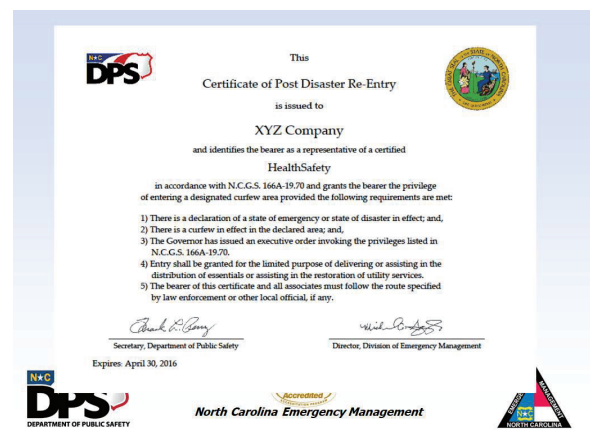 N★C
DPS
This
Certificate of Post Disaster Re-Entry
is issued to
XYZ Company
and identifies the bearer as a representative of a certified
HealthSafety
in accordance with N.C.G.S. 166A-19.70 and grants the bearer the privilege
of entering a designated curfew area provided the following requirements are met:
1) There is a declaration of a state of emergency or state of disaster in effect; and,
2) There is a curfew in effect in the declared area; and,
3) The Governor has issued an executive order invoking the privileges listed in
N.C.G.S. 166A-19.70.
4) Entry shall be granted for the limited purpose of delivering or assisting in the
distribution of essentials or assisting in the restoration of utility services.
5) The bearer of this certificate and all associates must follow the route specified
by law enforcement or other local official, if any.
Secretary, Department of Public Safety
Director, Division of Emergency Management
Expires: April 30, 2016
N★C
DPS
DEPARTMENT OF PUBLIC SAFETY
Accredited
North Carolina Emergency Management
MANAGEMENT
NORTH CAROLINA